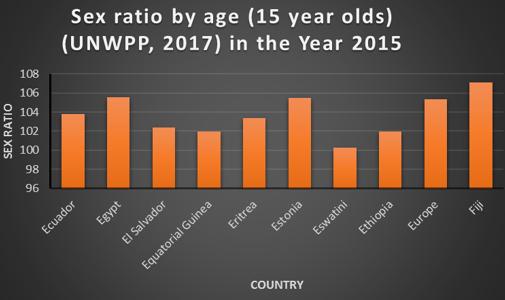 Sex ratio by age (15 year olds)
(UNWPP, 2017) in the Year 2015
SEX RATIO
108
106
104
102
100
98
96
Ecuador
Egypt
El Salvador
Equatorial Guinea
Eritrea
Estonia
Eswatini
Ethiopia
Europe
Fiji
COUNTRY